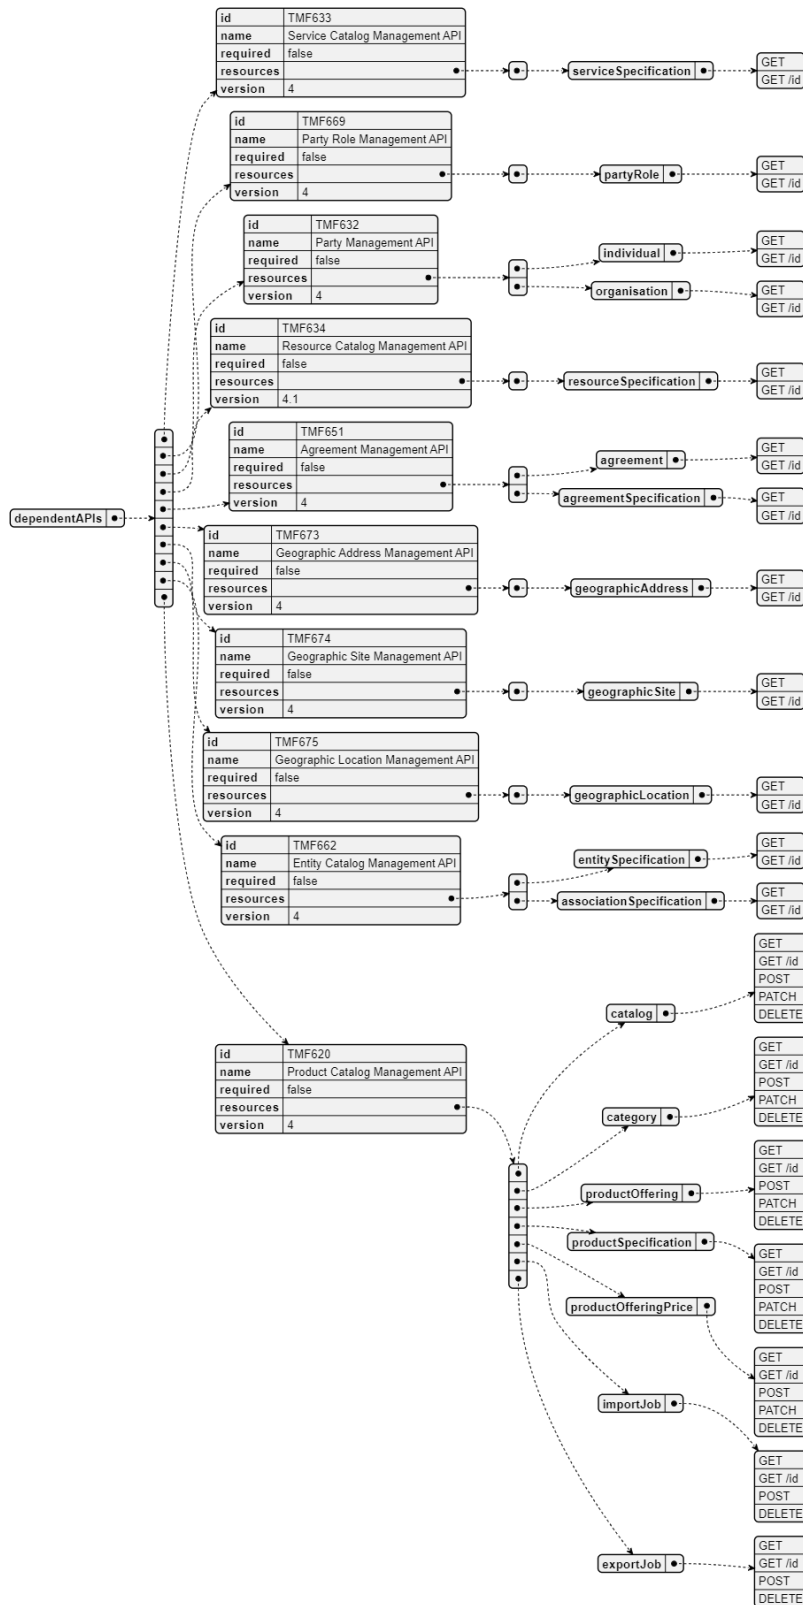 dependentAPIs
id TMF633
name Service Catalog Management API
required false
resources
version 4
serviceSpecification
GET
GET /id
id TMF669
name Party Role Management API
required false
resources
version 4
partyRole
GET
GET /id
id TMF632
name Party Management API
required false
resources
version 4
individual
GET
GET /id
organisation
GET
GET /id
id TMF634
name Resource Catalog Management API
required false
resources
version 4.1
resourceSpecification
GET
GET /id
id TMF651
name Agreement Management API
required false
resources
version 4
agreement
GET
GET /id
agreementSpecification
GET
GET /id
id TMF673
name Geographic Address Management API
required false
resources
version 4
geographicAddress
GET
GET /id
id TMF674
name Geographic Site Management API
required false
resources
version 4
geographicSite
GET
GET /id
id TMF675
name Geographic Location Management API
required false
resources
version 4
geographicLocation
GET
GET /id
id TMF662
name Entity Catalog Management API
required false
resources
version 4
entitySpecification
GET
GET /id
associationSpecification
GET
GET /id
id TMF620
name Product Catalog Management API
required false
resources
version 4
catalog
GET
GET /id
POST
PATCH
DELETE
category
GET
GET /id
POST
PATCH
DELETE
productOffering
GET
GET /id
POST
PATCH
DELETE
productSpecification
GET
GET /id
POST
PATCH
DELETE
productOfferingPrice
GET
GET /id
POST
PATCH
DELETE
importJob
GET
GET /id
POST
DELETE
exportJob
GET
GET /id
POST
DELETE